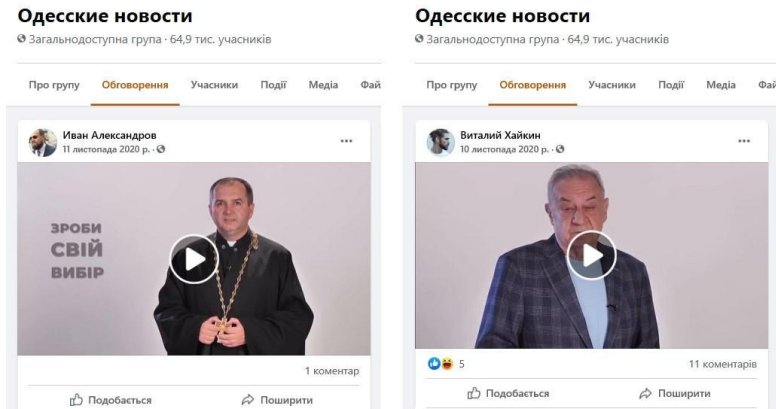 Одесские новости
Загальнодоступна група · 64,9 тис. учасників
Про групу Обговорення Учасники Події Медіа Фай
Иван Александров
11 листопада 2020 р. ·
ЗРОБИ
СВІЙ
ВИБІР
1 коментар
Подобається Поширити
Одесские новости
Загальнодоступна група · 64,9 тис. учасників
Про групу Обговорення Учасники Події Медіа Фай
Виталий Хайкин
10 листопада 2020 р. ·
5 11 коментарів
Подобається Поширити